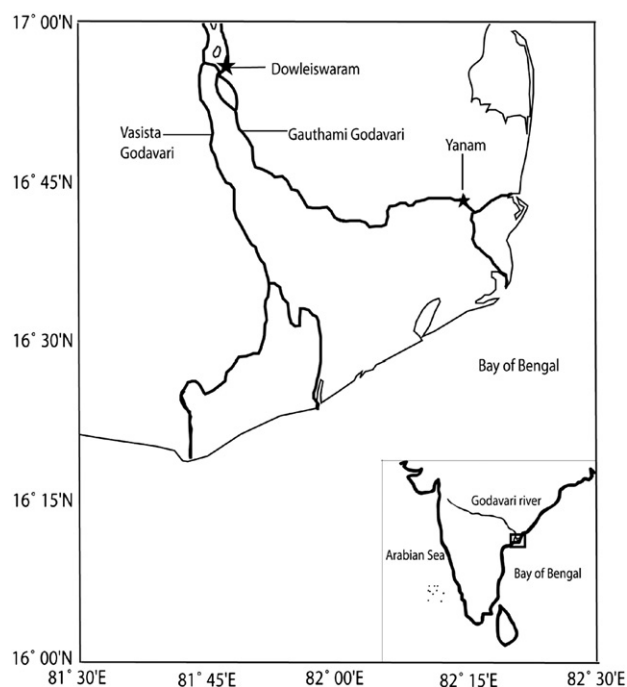 17° 00'N
Dowleiswaram
Vasista
Godavari
Gauthami Godavari
Yanam
16° 45'N
16° 30'N
Bay of Bengal
16° 15'N
Godavari river
Arabian Sea
Bay of Bengal
16° 00'N
81° 30'E
81° 45'E
82° 00'E
82° 15'E
82° 30'E